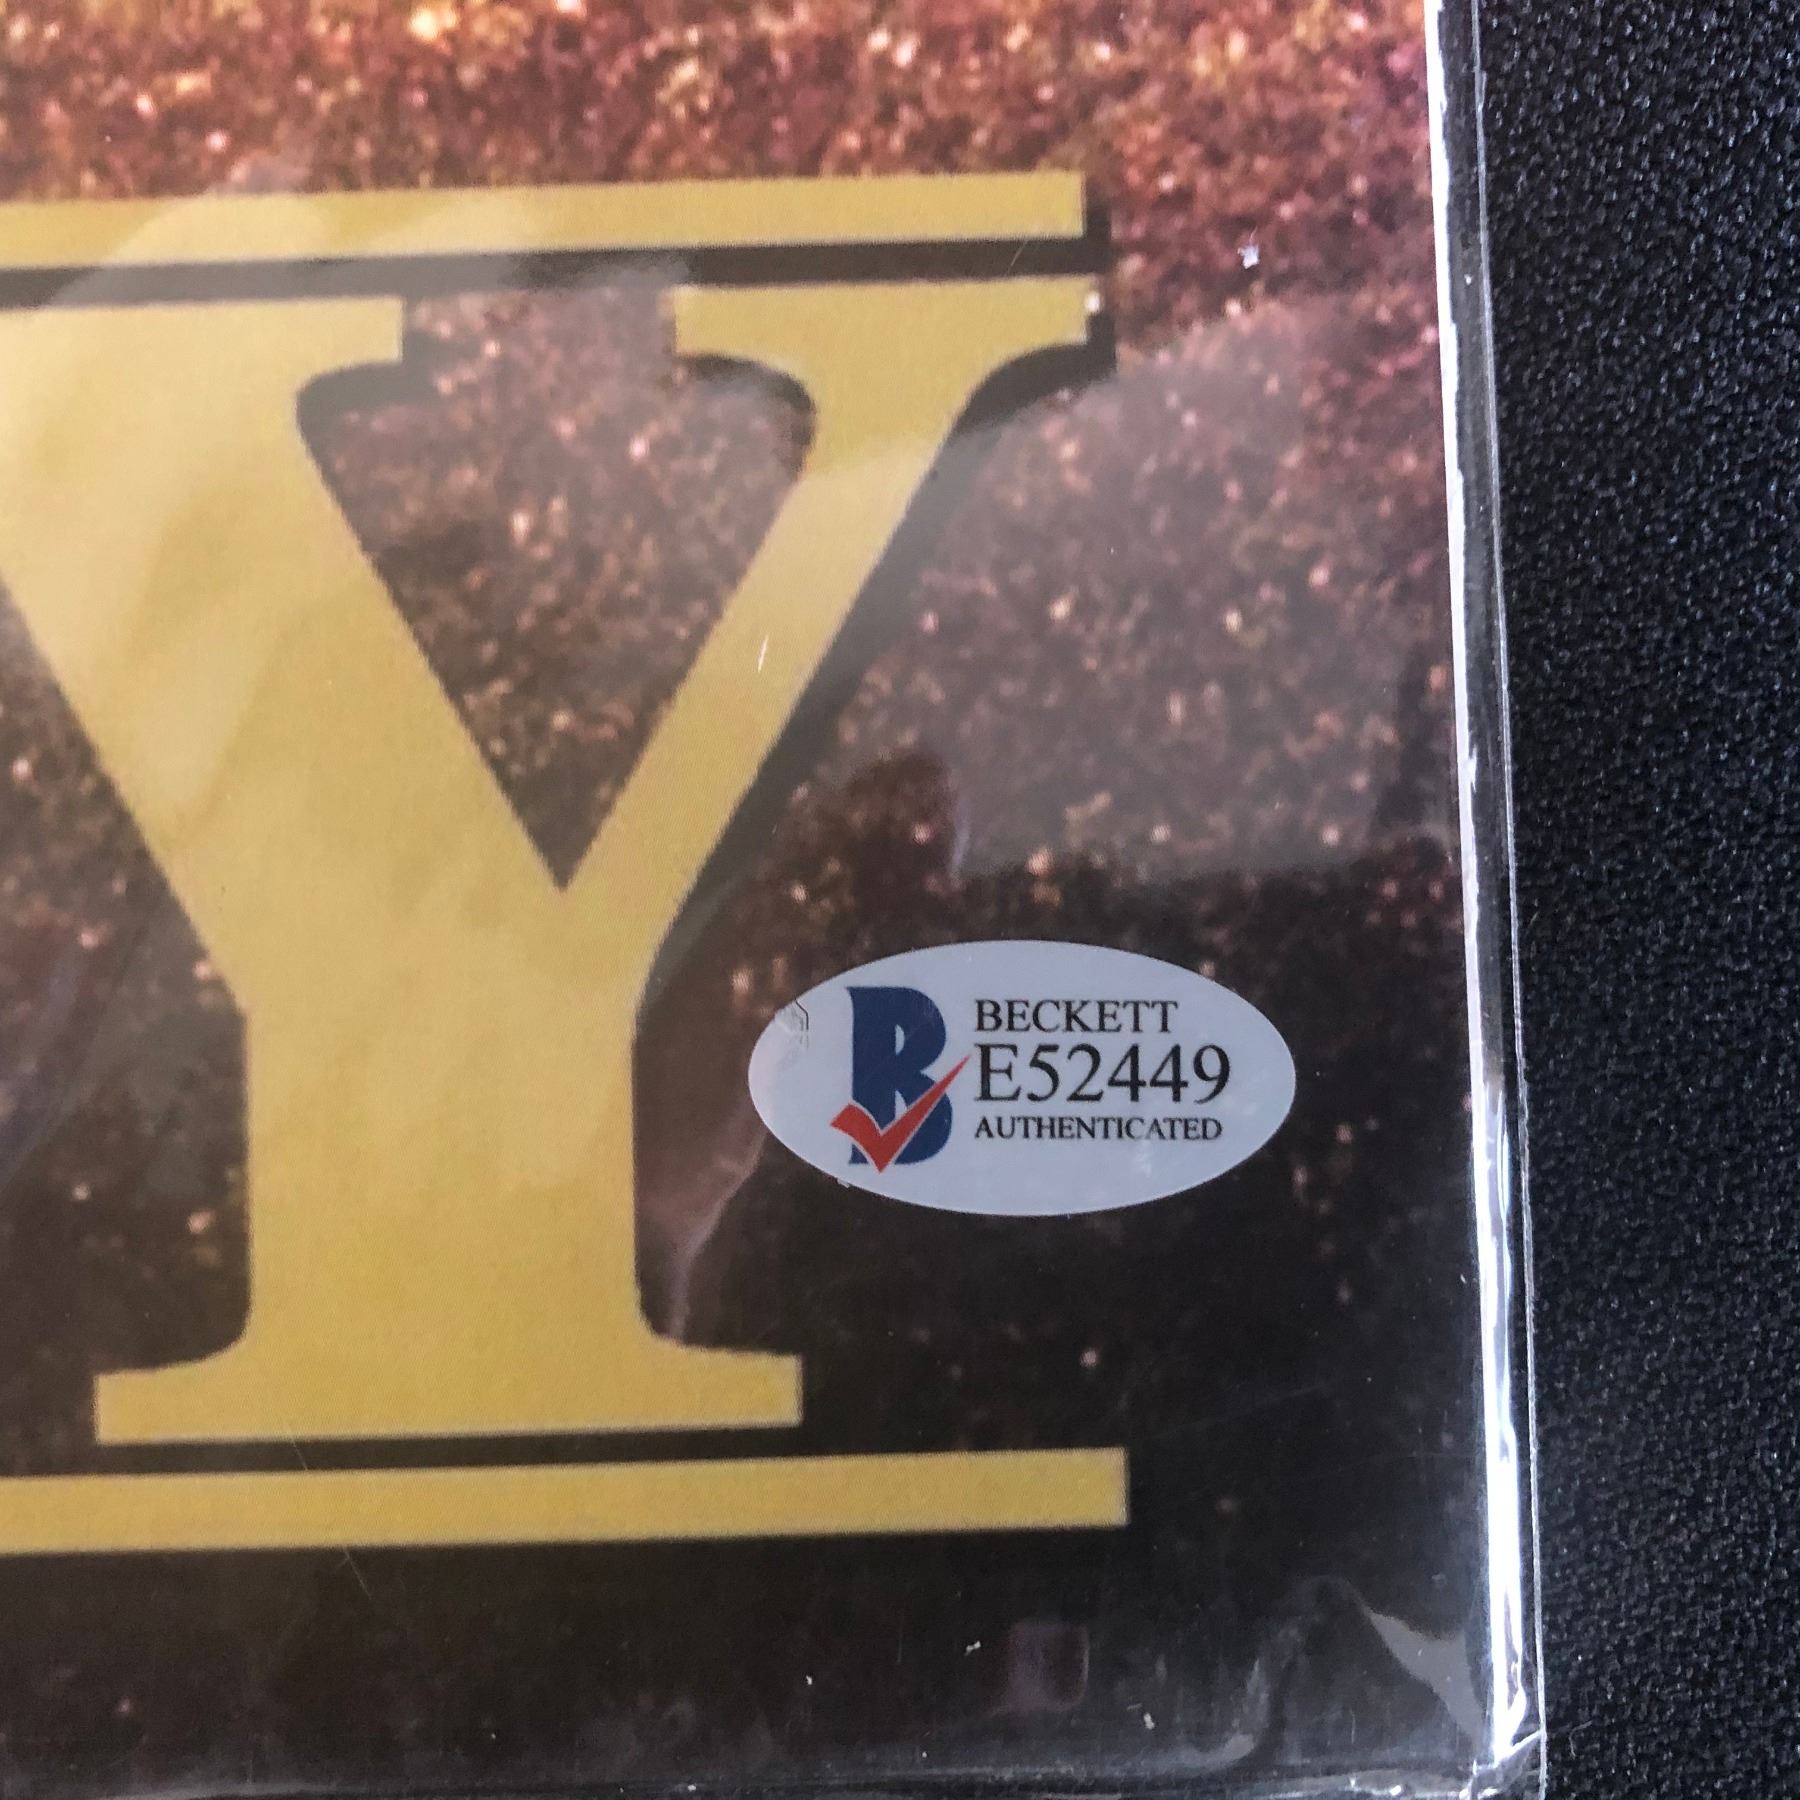 Y
B BECKETT
E52449
AUTHENTICATED